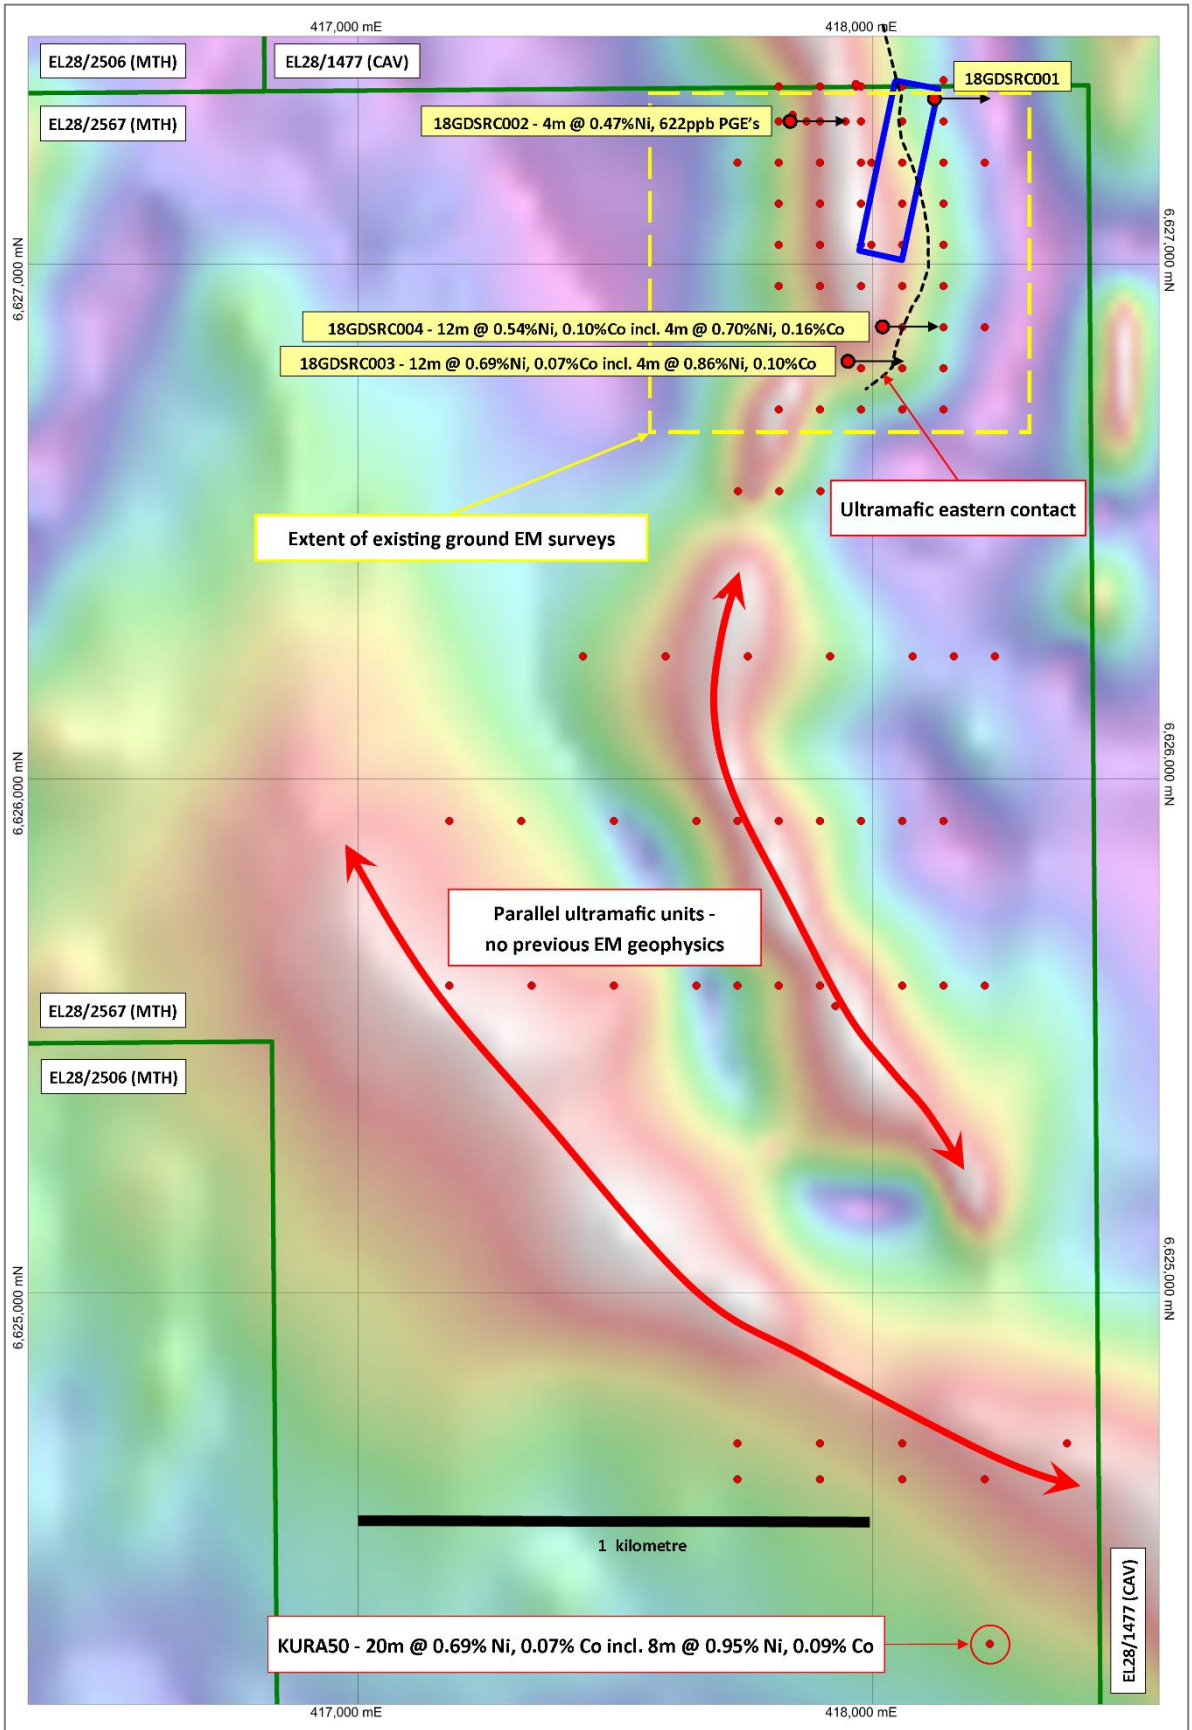 417,000 mE
418,000 mE
EL28/2506 (MTH)
EL28/1477 (CAV)
18GDSRC001
EL28/2567 (MTH)
18GDSRC002 - 4m @ 0.47%Ni, 622ppb PGE's
6,627,000 mN
6,627,000 mN
18GDSRC004 - 12m @ 0.54%Ni, 0.10%Co incl. 4m @ 0.70%Ni, 0.16%Co
18GDSRC003 - 12m @ 0.69%Ni, 0.07%Co incl. 4m @ 0.86%Ni, 0.10%Co
Ultramafic eastern contact
Extent of existing ground EM surveys
6,626,000 mN
6,626,000 mN
Parallel ultramafic units -
no previous EM geophysics
EL28/2567 (MTH)
EL28/2506 (MTH)
6,625,000 mN
6,625,000 mN
1 kilometre
EL28/1477 (CAV)
KURA50 - 20m @ 0.69% Ni, 0.07% Co incl. 8m @ 0.95% Ni, 0.09% Co
417,000 mE
418,000 mE